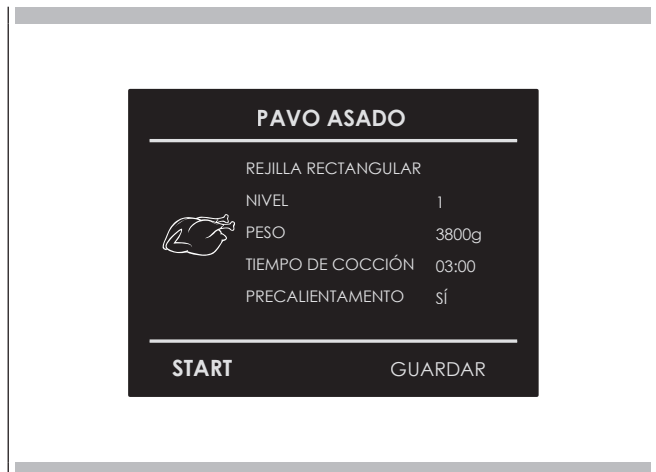 PAVO ASADO
REJILLA RECTANGULAR
NIVEL 1
PESO 3800g
TIEMPO DE COCCIÓN 03:00
PRECALIENTAMENTO SÍ
START GUARDAR